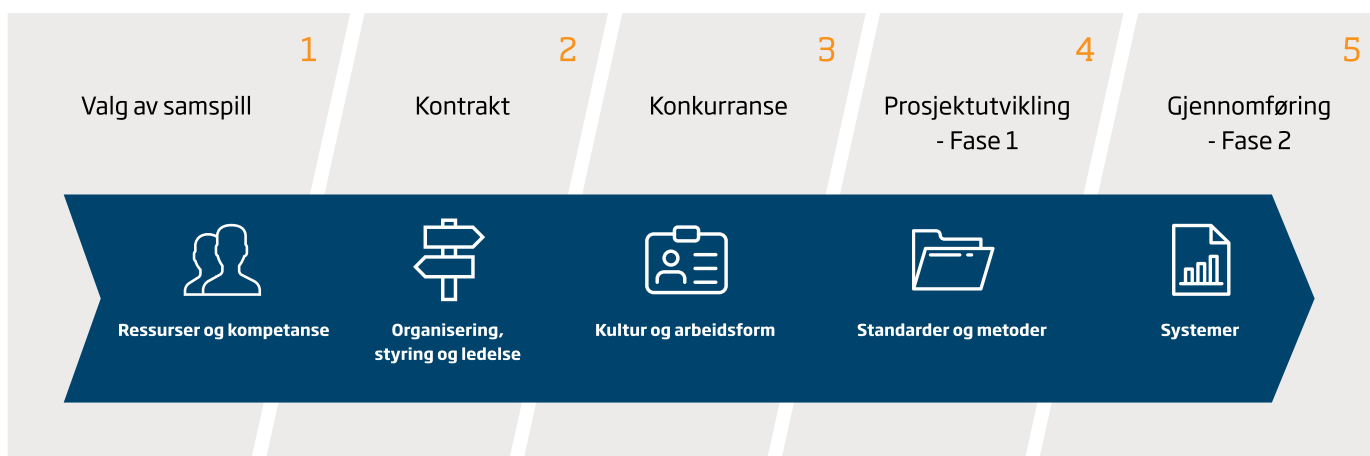 1
Valg av samspill
2
Kontrakt
3
Konkurranse
4
Prosjektutvikling
- Fase 1
5
Gjennomføring
- Fase 2
Ressurser og kompetanse
Organisering,
styring og ledelse
Kultur og arbeidsform
Standarder og metoder
Systemer